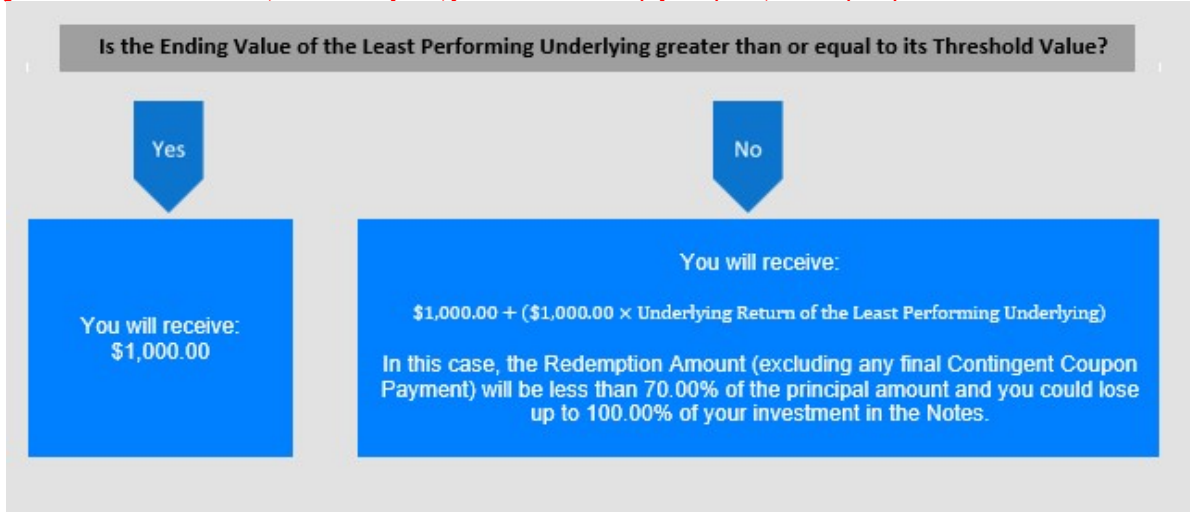 Is the Ending Value of the Least Performing Underlying greater than or equal to its Threshold Value?
Yes
No
You will receive:
$1,000.00
You will receive:
$1,000.00 + ($1,000.00 × Underlying Return of the Least Performing Underlying)
In this case, the Redemption Amount (excluding any final Contingent Coupon
Payment) will be less than 70.00% of the principal amount and you could lose
up to 100.00% of your investment in the Notes.